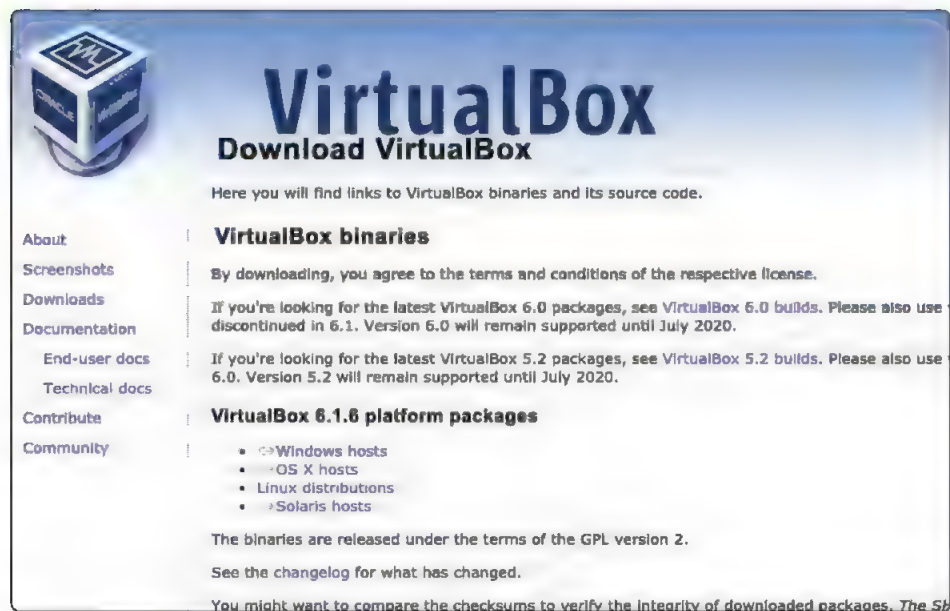 ORACLE
VirtualBox
VirtualBox
Download VirtualBox
Here you will find links to VirtualBox binaries and its source code.
About
Screenshots
Downloads
Documentation
End-user docs
Technical docs
Contribute
Community
VirtualBox binaries
By downloading, you agree to the terms and conditions of the respective license.
If you're looking for the latest VirtualBox 6.0 packages, see VirtualBox 6.0 builds. Please also use
discontinued in 6.1. Version 6.0 will remain supported until July 2020.
If you're looking for the latest VirtualBox 5.2 packages, see VirtualBox 5.2 builds. Please also use
6.0. Version 5.2 will remain supported until July 2020.
VirtualBox 6.1.6 platform packages
• Windows hosts
• OS X hosts
• Linux distributions
• Solaris hosts
The binaries are released under the terms of the GPL version 2.
See the changelog for what has changed.
You might want to compare the checksums to verify the integrity of downloaded packages. The